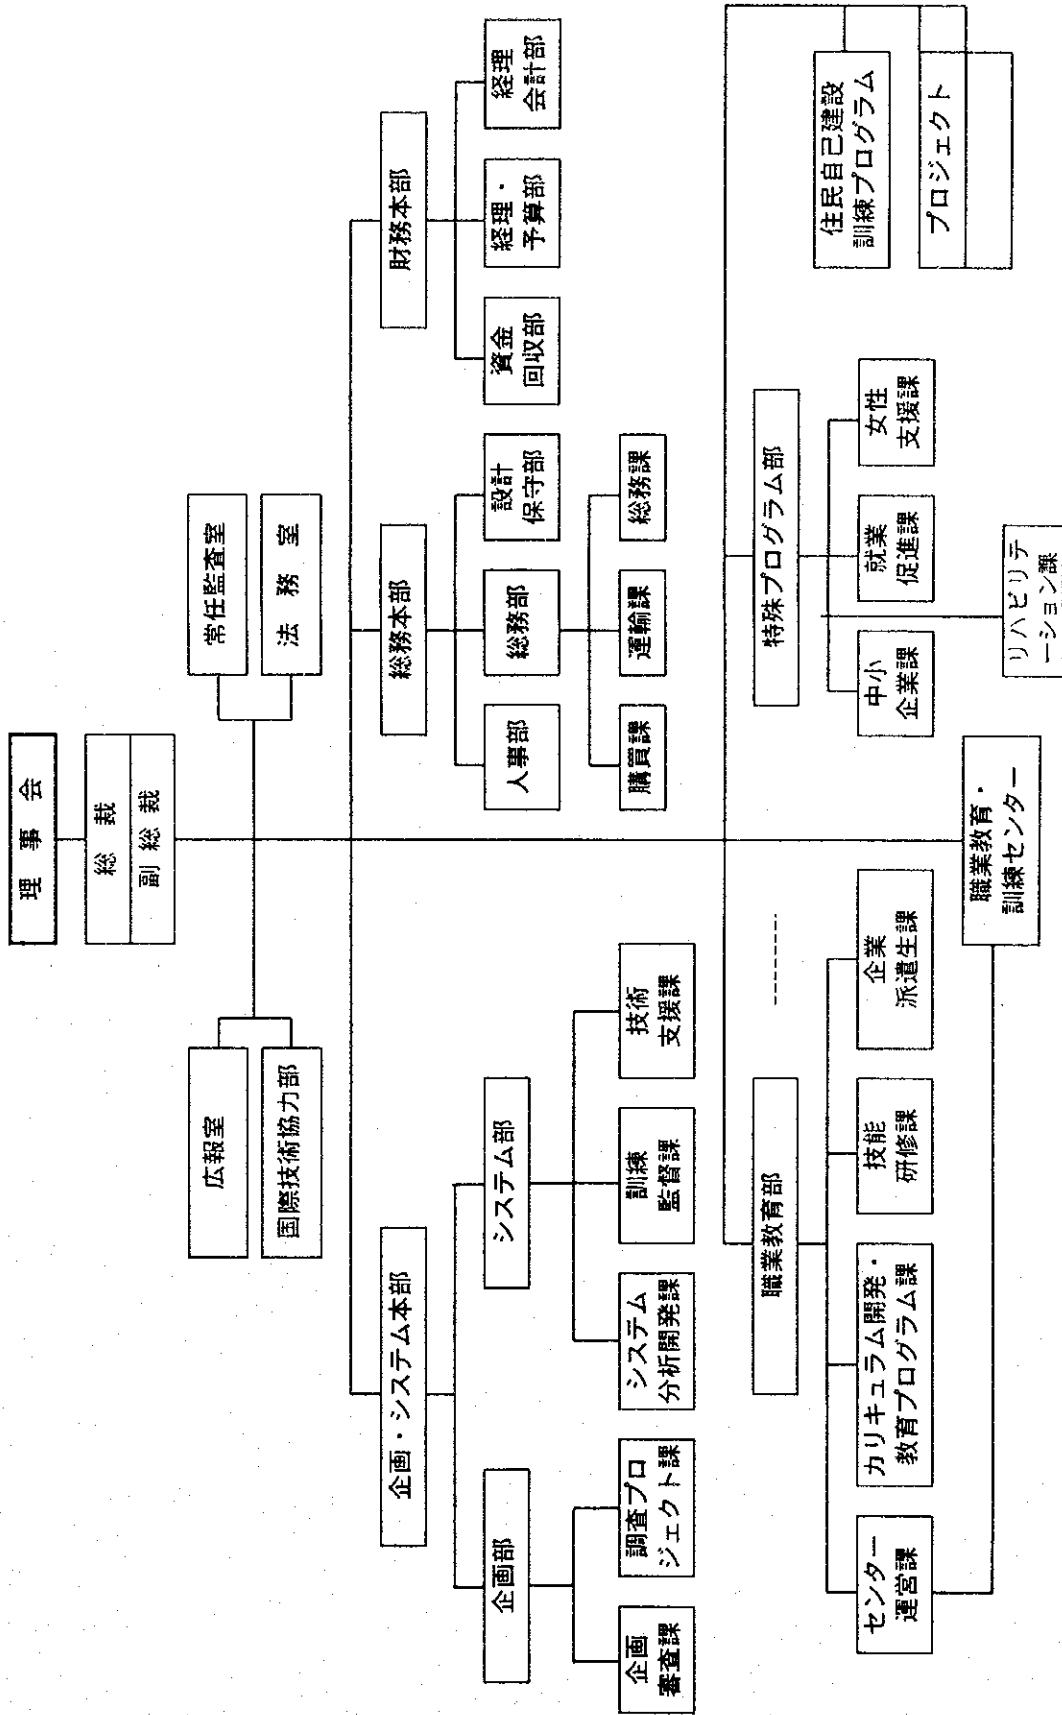 理事会
総裁
副総裁
広報室
国際技術協力部
常任監査室
法務室
企画・システム本部
総務本部
財務本部
企画部
システム部
人事部
総務部
設計
保守部
資金
回収部
経理・
予算部
経理
会計部
企画
審査課
調査プロ
ジェクト課
システム
分析開発課
訓練
監督課
技術
支援課
購買課
運輸課
総務課
職業教育部
特殊プログラム部
住民自己建設
訓練プログラム
プロジェクト
センター
運営課
カリキュラム開発・
教育プログラム課
技能
研修課
企業
派遣生課
中小
企業課
就業
促進課
女性
支援課
職業教育・
訓練センター
リハビリテ
ーション課